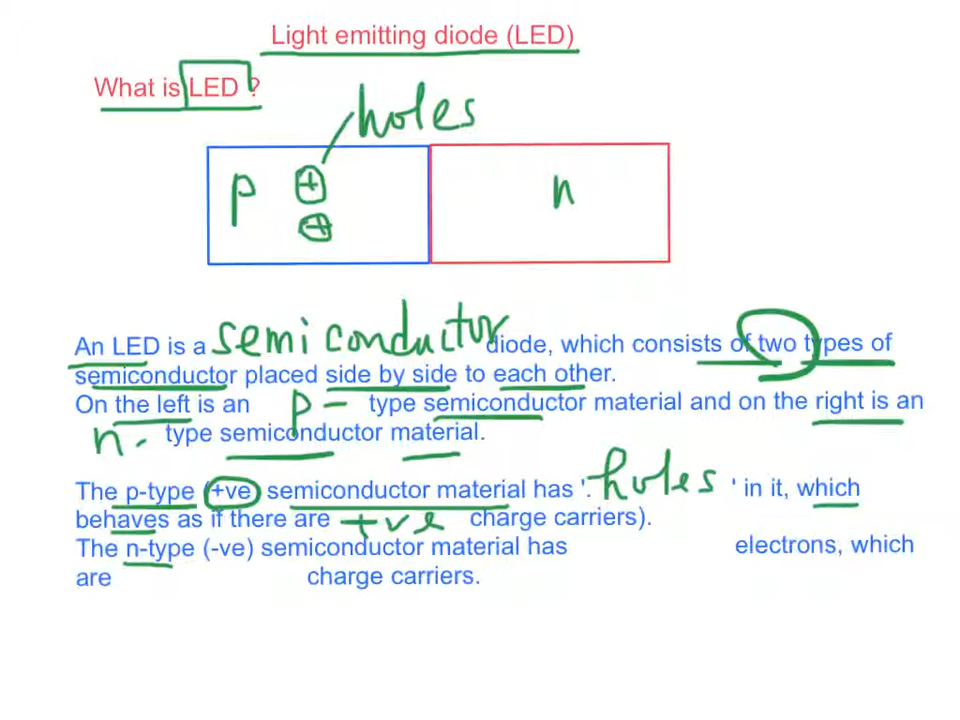 Light emitting diode (LED)
What is LED ?
holes
p + n
+
An LED is a semiconductor diode, which consists of two types of
semiconductor placed side by side to each other.
On the left is an p- type semiconductor material and on the right is an
n- type semiconductor material.
The p-type (+ve) semiconductor material has '. holes ' in it, which
behaves as if there are +ve charge carriers).
The n-type (-ve) semiconductor material has electrons, which
are charge carriers.